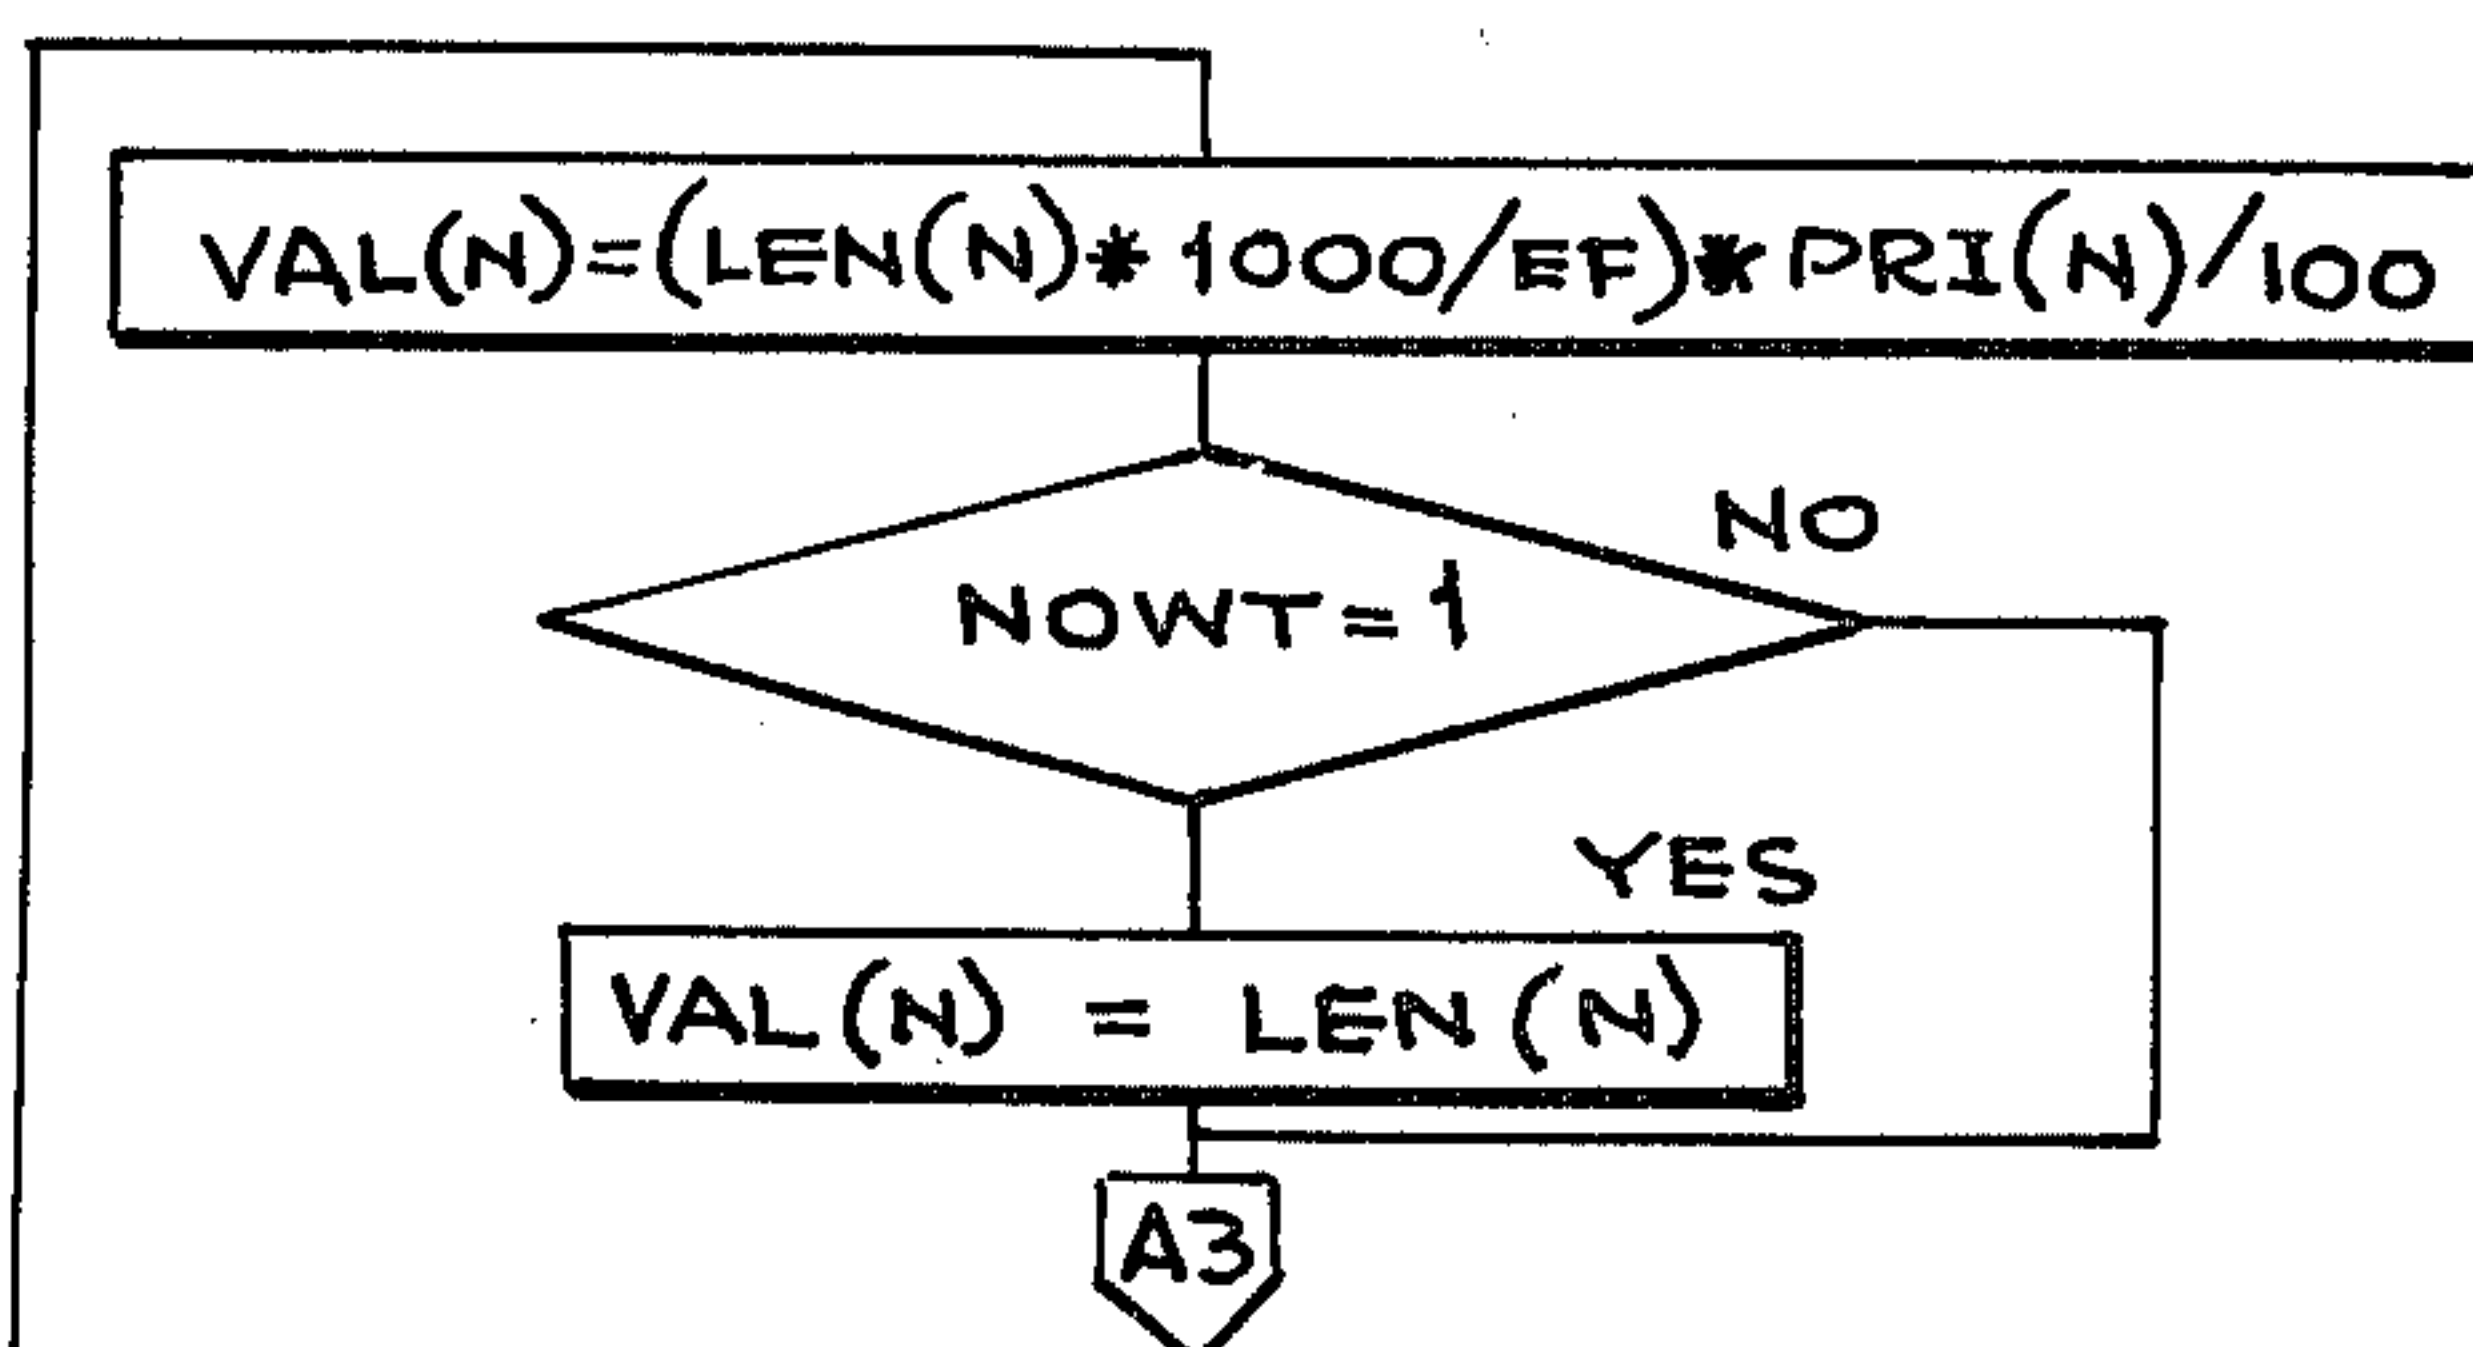 VAL(N)=(LEN(N)*1000/EF)*PRI(N)/100
NO
NOWT=1
YES
VAL(N) = LEN(N)
A3